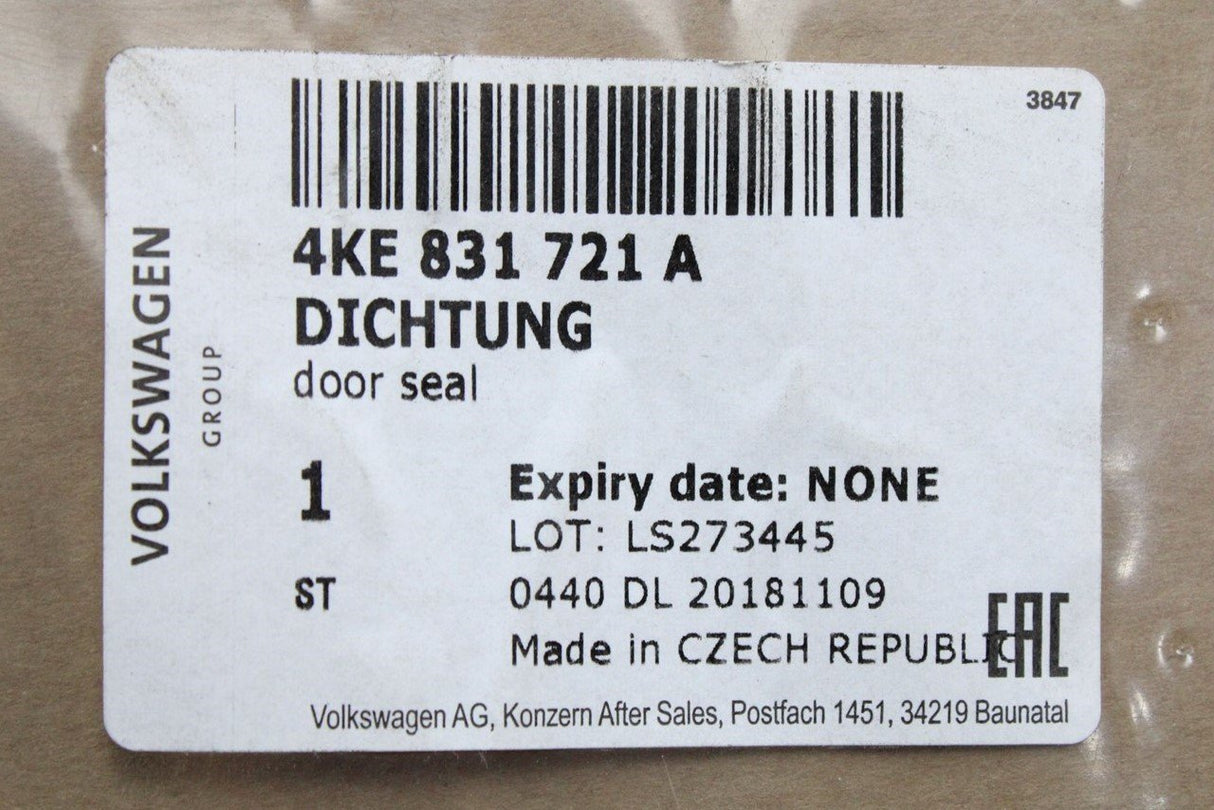 3847
VOLKSWAGEN
GROUP
4KE 831 721 A
DICHTUNG
door seal
1
Expiry date: NONE
LOT: LS273445
ST
0440 DL 20181109
Made in CZECH REPUBLIC
EAC
Volkswagen AG, Konzern After Sales, Postfach 1451, 34219 Baunatal